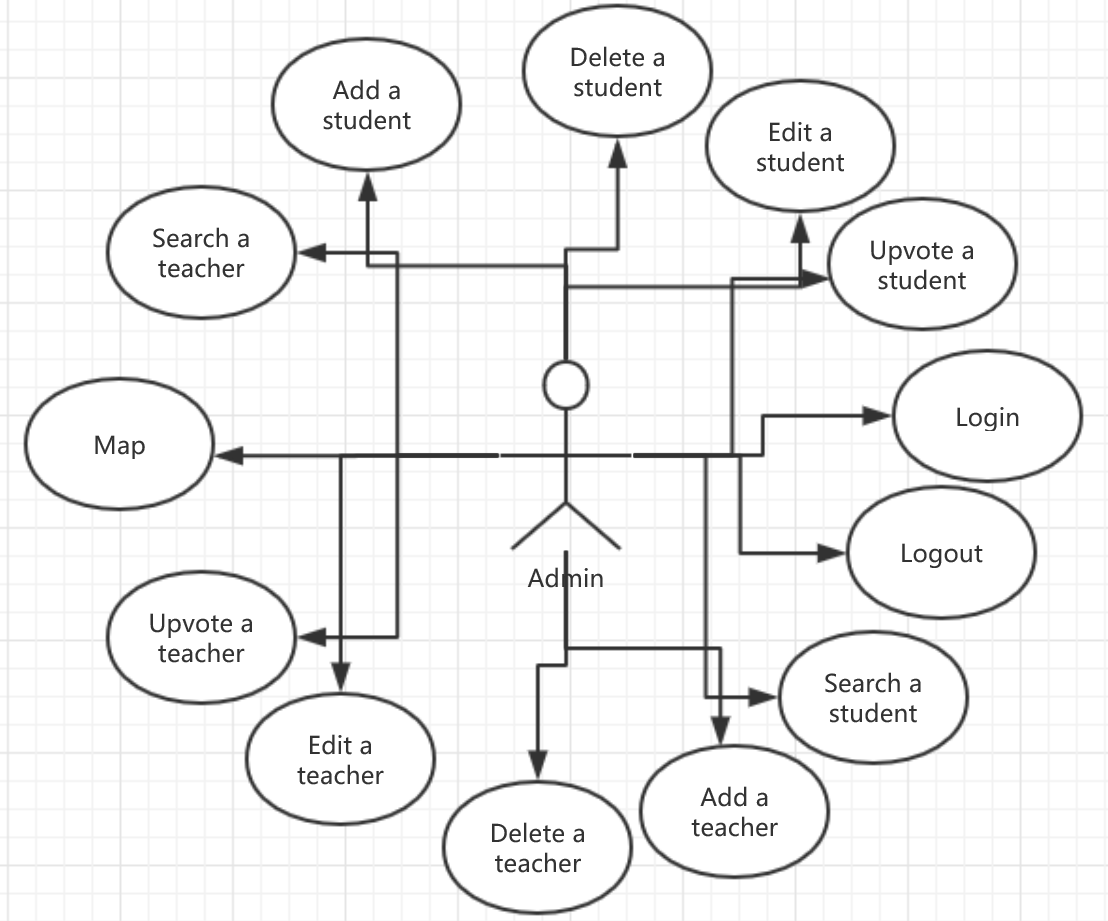 Delete a
student
Add a
student
Edit a
student
Search a
teacher
Upvote a
student
Map
Login
Logout
Admin
Upvote a
teacher
Search a
student
Edit a
teacher
Add a
teacher
Delete a
teacher